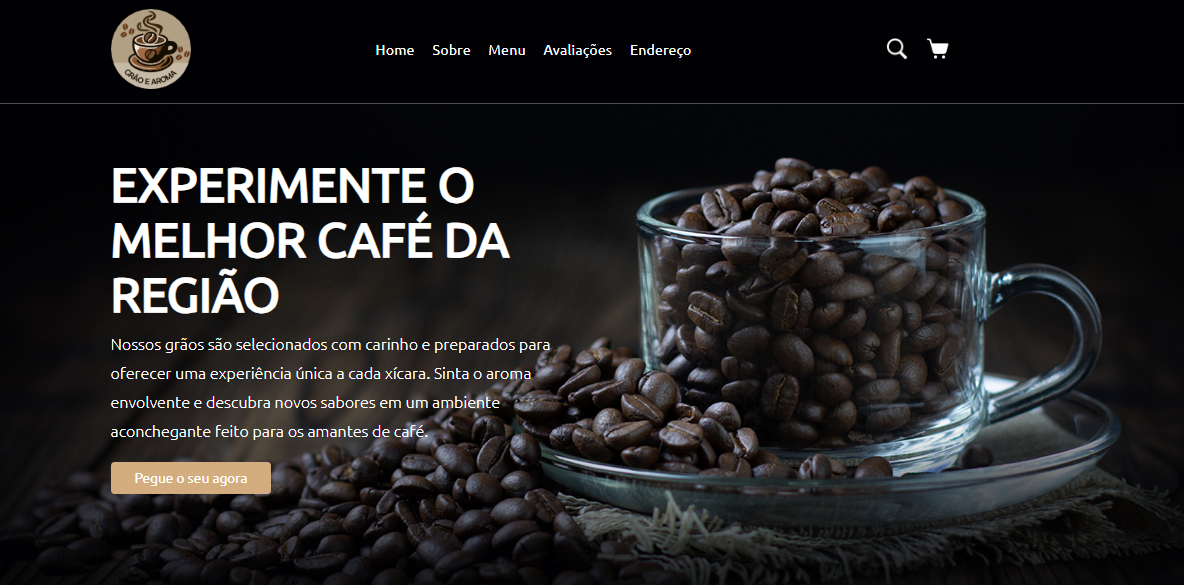 GRÃO E AROMA
Home Sobre Menu Avaliações Endereço
EXPERIMENTE O
MELHOR CAFÉ DA
REGIÃO
Nossos grãos são selecionados com carinho e preparados para
oferecer uma experiência única a cada xícara. Sinta o aroma
envolvente e descubra novos sabores em um ambiente
aconchegante feito para os amantes de café.
Pegue o seu agora